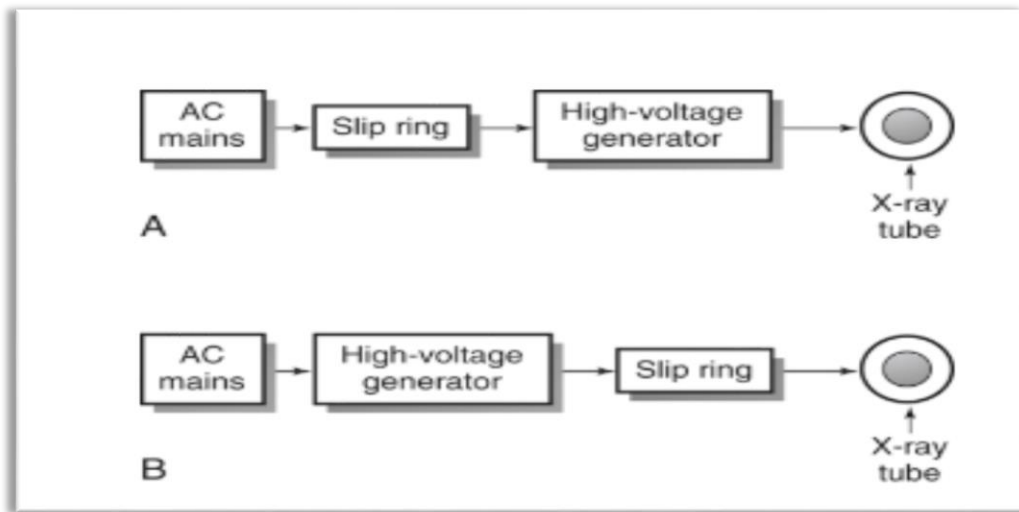 AC
mains
Slip ring
High-voltage
generator
X-ray
tube
A
AC
mains
High-voltage
generator
Slip ring
X-ray
tube
B